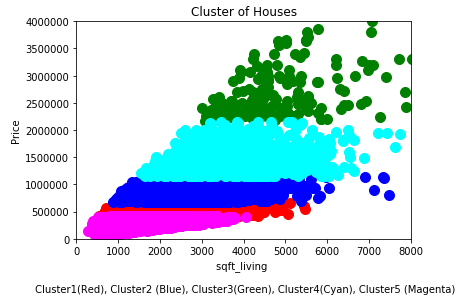 Cluster of Houses
4000000
3500000
3000000
2500000
2000000
1500000
1000000
500000
0
Price
0 1000 2000 3000 4000 5000 6000 7000 8000
sqft_living
Cluster1(Red), Cluster2 (Blue), Cluster3(Green), Cluster4(Cyan), Cluster5 (Magenta)